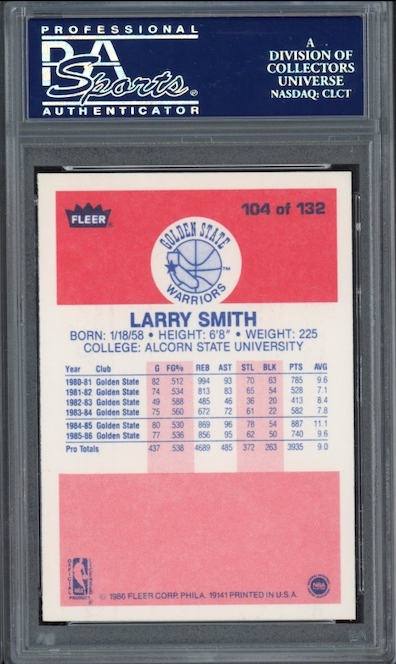 PROFESSIONAL
PSA
Sports
AUTHENTICATOR
A
DIVISION OF
COLLECTORS
UNIVERSE
NASDAQ: CLCT
FLEER
104 of 132
GOLDEN STATE
WARRIORS
TM
LARRY SMITH
BORN: 1/18/58 • HEIGHT: 6'8" • WEIGHT: 225
COLLEGE: ALCORN STATE UNIVERSITY
Year Club G FG% REB AST STL BLK PTS AVG
1980-81 Golden State 82 .512 994 93 70 63 785 9.6
1981-82 Golden State 74 .534 813 83 65 54 528 7.1
1982-83 Golden State 49 .588 485 46 36 20 413 8.4
1983-84 Golden State 75 .560 672 72 61 22 582 7.8
1984-85 Golden State 80 .530 869 96 78 54 887 11.1
1985-86 Golden State 77 .536 856 95 62 50 740 9.6
Pro Totals 437 .538 4689 485 372 263 3935 9.0
NBA
© 1986 FLEER CORP. PHILA. 19141 PRINTED IN U.S.A.